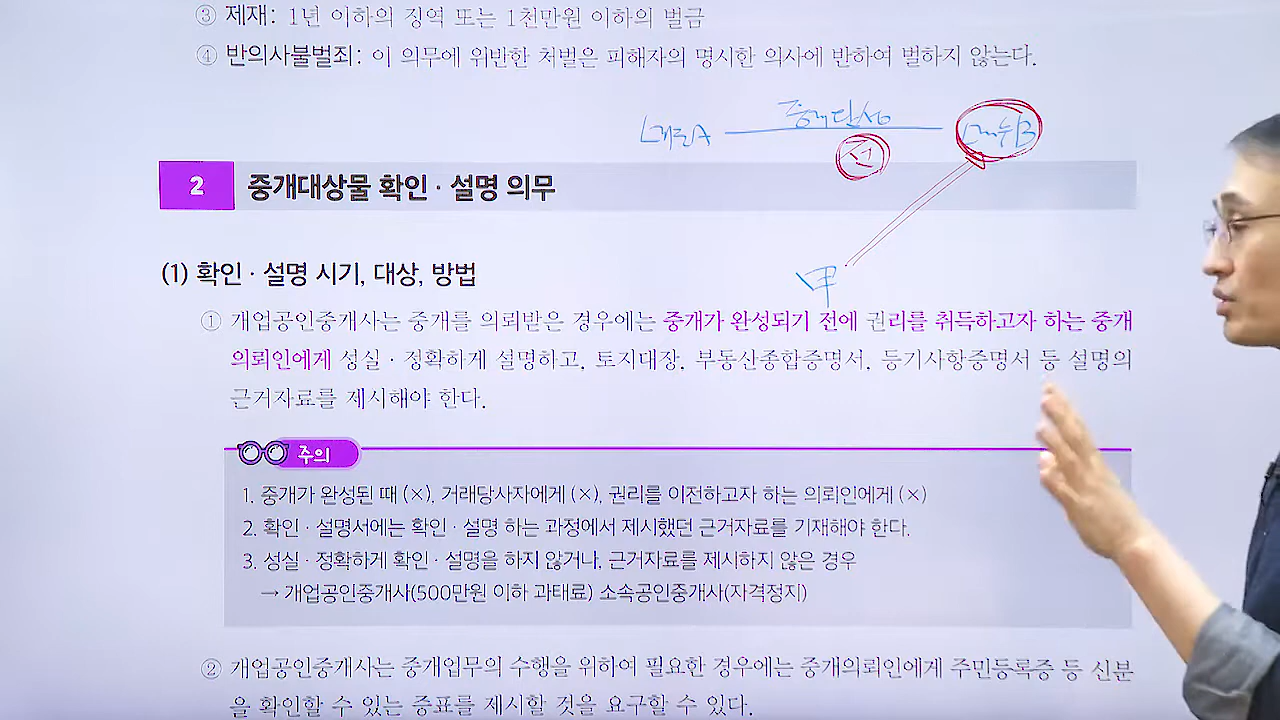 ③ 제재: 1년 이하의 징역 또는 1천만원 이하의 벌금
④ 반의사불벌죄: 이 의무에 위반한 처벌은 피해자의 명시한 의사에 반하여 벌하지 않는다.
매도A 중개완성 매수B
전
2 중개대상물 확인·설명 의무
甲
(1) 확인·설명 시기, 대상, 방법
① 개업공인중개사는 중개를 의뢰받은 경우에는 중개가 완성되기 전에 권리를 취득하고자 하는 중개
의뢰인에게 성실·정확하게 설명하고, 토지대장, 부동산종합증명서, 등기사항증명서 등 설명의
근거자료를 제시해야 한다.
주의
1. 중개가 완성된 때 (×), 거래당사자에게 (×), 권리를 이전하고자 하는 의뢰인에게 (×)
2. 확인·설명서에는 확인·설명 하는 과정에서 제시했던 근거자료를 기재해야 한다.
3. 성실·정확하게 확인·설명을 하지 않거나, 근거자료를 제시하지 않은 경우
→ 개업공인중개사(500만원 이하 과태료) 소속공인중개사(자격정지)
② 개업공인중개사는 중개업무의 수행을 위하여 필요한 경우에는 중개의뢰인에게 주민등록증 등 신분
을 확인할 수 있는 증표를 제시할 것을 요구할 수 있다.